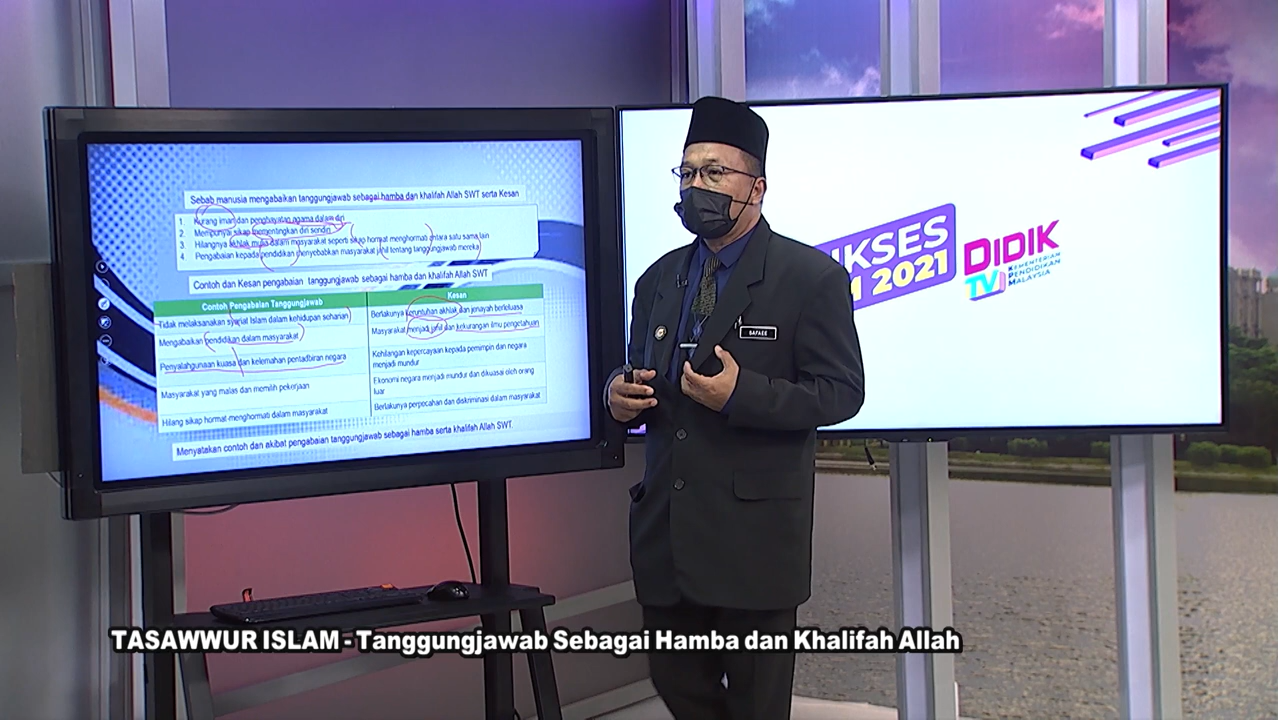 Sebab manusia mengabaikan tanggungjawab sebagai hamba dan khalifah Allah SWT serta Kesan
1. Kurang iman dan penghayatan agama dalam diri
2. Mempunyai sikap mementingkan diri sendiri
3. Hilangnya akhlak mulia dalam masyarakat seperti sikap hormat menghormati antara satu sama lain
4. Pengabaian kepada pendidikan menyebabkan masyarakat jahil tentang tanggungjawab mereka
Contoh dan Kesan pengabaian tanggungjawab sebagai hamba dan khalifah Allah SWT
Contoh Pengabaian Tanggungjawab
Kesan
Tidak melaksanakan syariat Islam dalam kehidupan seharian
Berlakunya keruntuhan akhlak dan jenayah berleluasa
Mengabaikan pendidikan dalam masyarakat
Masyarakat menjadi jahil dan kekurangan ilmu pengetahuan
Penyalahgunaan kuasa dan kelemahan pentadbiran negara
Kehilangan kepercayaan kepada pemimpin dan negara
menjadi mundur
Masyarakat yang malas dan memilih pekerjaan
Ekonomi negara menjadi mundur dan dikuasai oleh orang
luar
Hilang sikap hormat-menghormati dalam masyarakat
Berlakunya perpecahan dan diskriminasi dalam masyarakat
Menyatakan contoh dan akibat pengabaian tanggungjawab sebagai hamba serta khalifah Allah SWT.
2021
DIDIK
TV
KEMENTERIAN
PENDIDIKAN
MALAYSIA
SAFAEE
TASAWWUR ISLAM - Tanggungjawab Sebagai Hamba dan Khalifah Allah